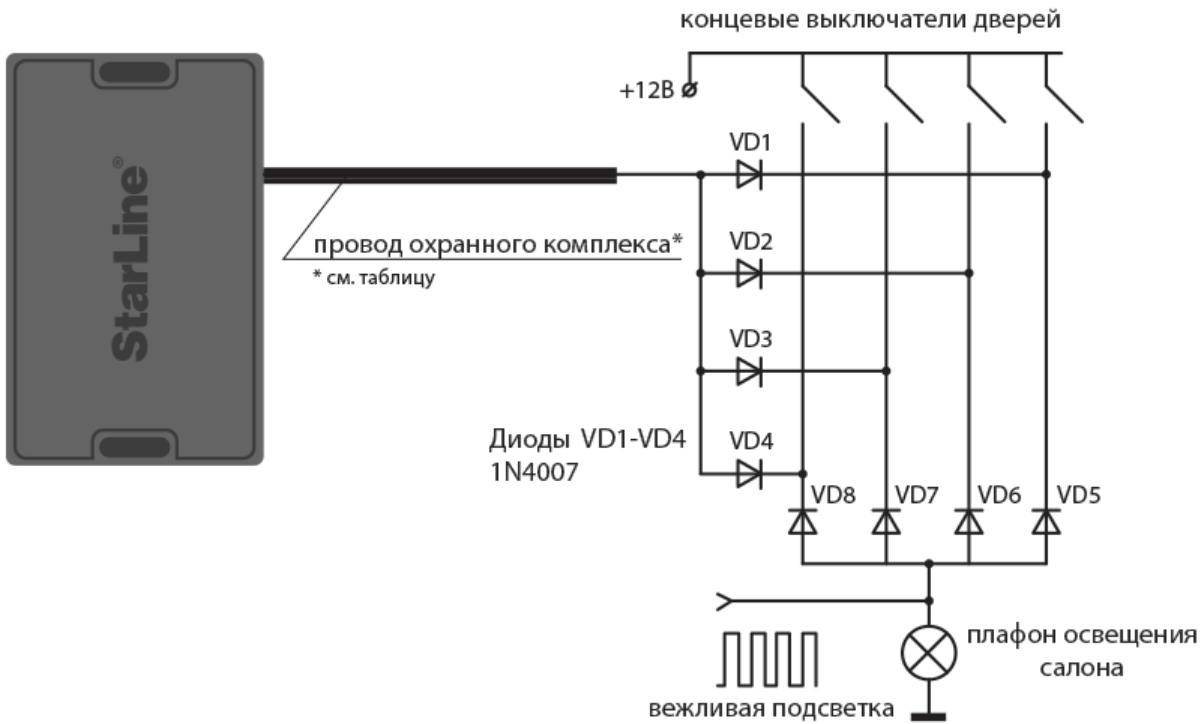 концевые выключатели дверей
+12В
StarLine®
VD1
провод охранного комплекса*
* см. таблицу
VD2
VD3
Диоды VD1-VD4
1N4007
VD4
VD8
VD7
VD6
VD5
плафон освещения
салона
вежливая подсветка